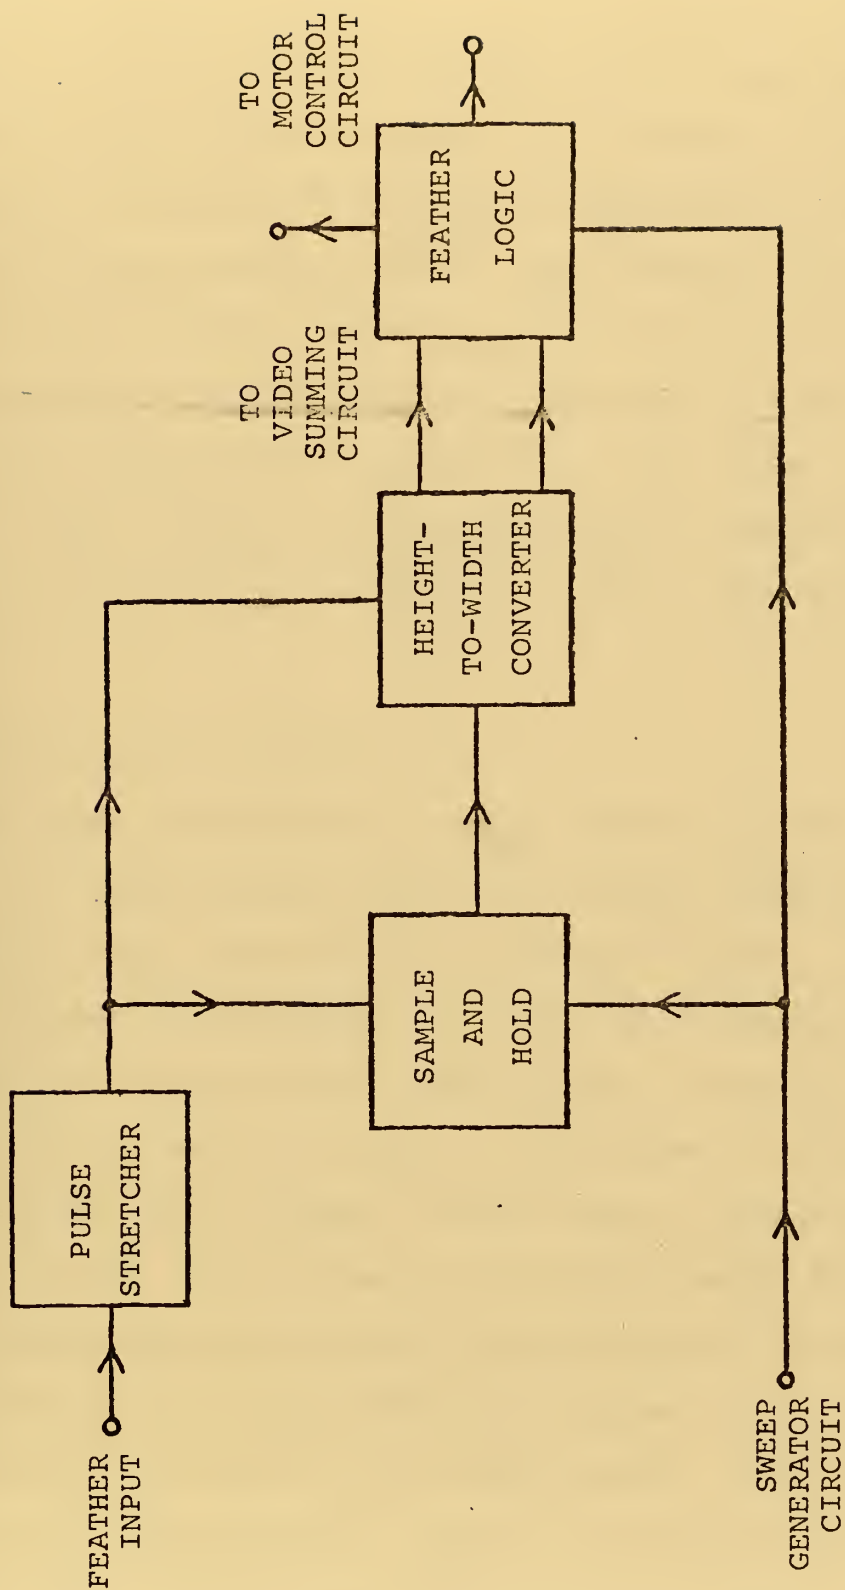 FEATHER
INPUT
PULSE
STRETCHER
SAMPLE
AND
HOLD
HEIGHT-
TO-WIDTH
CONVERTER
TO
VIDEO
SUMMING
CIRCUIT
FEATHER
LOGIC
TO
MOTOR
CONTROL
CIRCUIT
SWEEP
GENERATOR
CIRCUIT